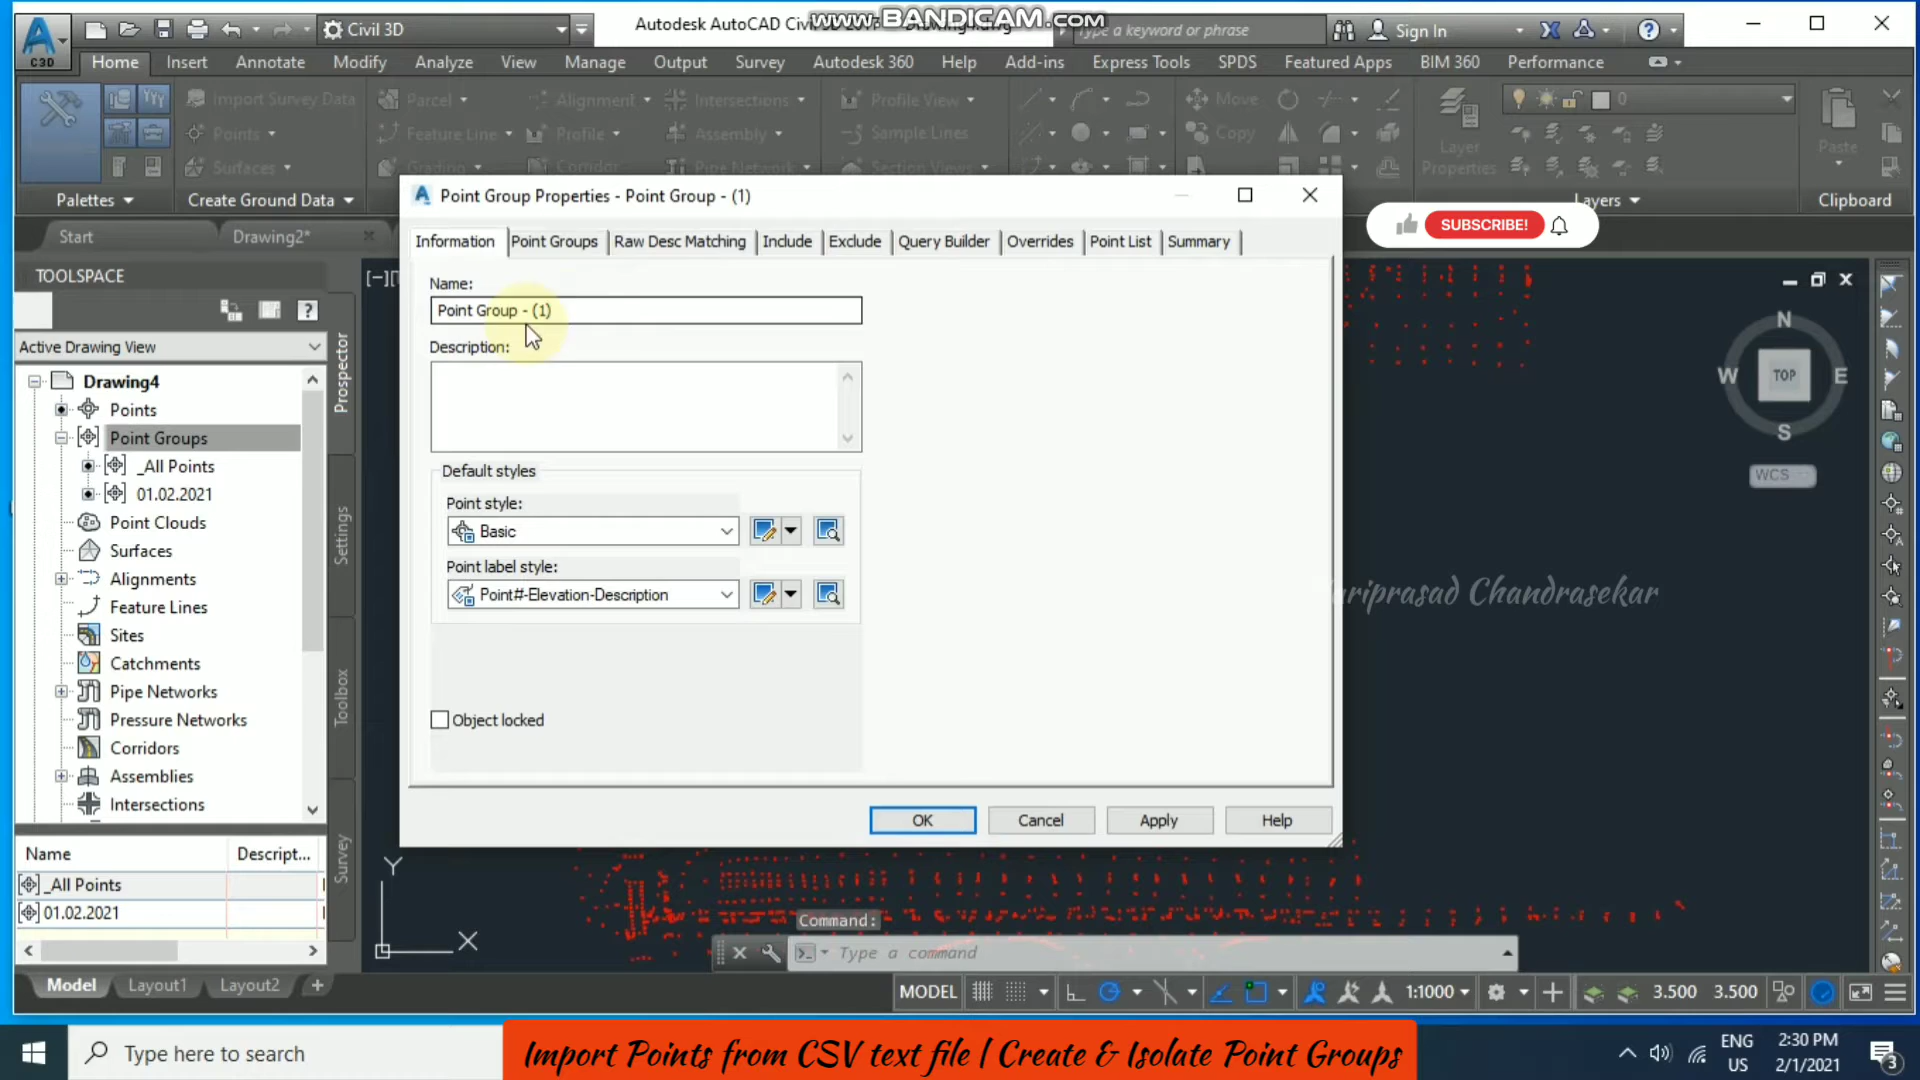 www.BANDICAM.com
Civil 3D
Autodesk AutoCAD Civil 3D
Type a keyword or phrase
Sign In
C3D
Home Insert Annotate Modify Analyze View Manage Output Survey Autodesk 360 Help Add-ins Express Tools SPDS Featured Apps BIM 360 Performance
Import Survey Data Parcel Alignment Intersections Profile View Move 0
Points Feature Line Profile Assembly Sample Lines Copy
Surfaces Grading Corridor Pipe Network Section Views Layer Properties Paste
Palettes Create Ground Data Layers Clipboard
Start Drawing2*
SUBSCRIBE!
Point Group Properties - Point Group - (1)
Information Point Groups Raw Desc Matching Include Exclude Query Builder Overrides Point List Summary
Name:
Point Group - (1)
Description:
Default styles
Point style:
Basic
Point label style:
Point#-Elevation-Description
Object locked
OK Cancel Apply Help
TOOLSPACE
Active Drawing View
Drawing4
Points
Point Groups
_All Points
01.02.2021
Point Clouds
Surfaces
Alignments
Feature Lines
Sites
Catchments
Pipe Networks
Pressure Networks
Corridors
Assemblies
Intersections
Prospector
Settings
Toolbox
Survey
Name Descript...
_All Points
01.02.2021
N
W TOP E
S
WCS
Chandrasekar
Y
X
Command:
Type a command
Model Layout1 Layout2 +
MODEL 1:1000 3.500 3.500
Type here to search
Import Points from CSV text file | Create & Isolate Point Groups
ENG
US
2:30 PM
2/1/2021
3